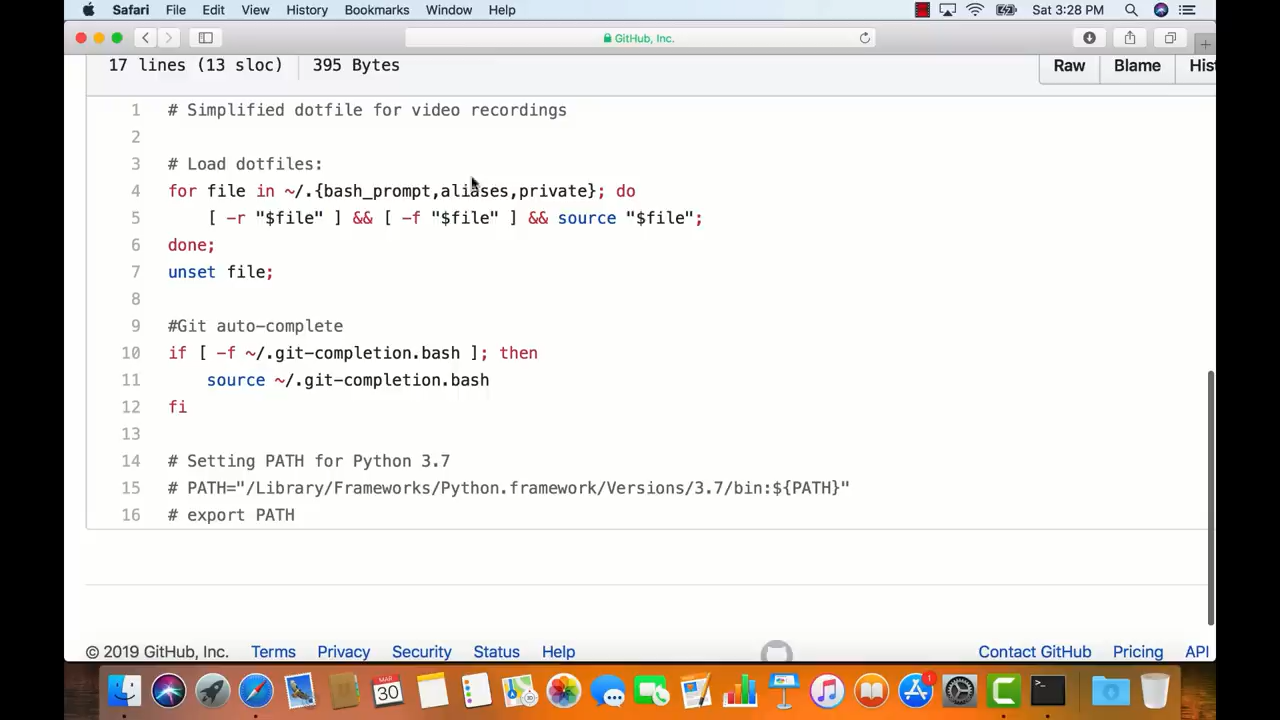 Safari File Edit View History Bookmarks Window Help Sat 3:28 PM
GitHub, Inc.
17 lines (13 sloc) 395 Bytes Raw Blame Hist
1 # Simplified dotfile for video recordings
2
3 # Load dotfiles:
4 for file in ~/.{bash_prompt,aliases,private}; do
5 [ -r "$file" ] && [ -f "$file" ] && source "$file";
6 done;
7 unset file;
8
9 #Git auto-complete
10 if [ -f ~/.git-completion.bash ]; then
11 source ~/.git-completion.bash
12 fi
13
14 # Setting PATH for Python 3.7
15 # PATH="/Library/Frameworks/Python.framework/Versions/3.7/bin:${PATH}"
16 # export PATH
© 2019 GitHub, Inc. Terms Privacy Security Status Help Contact GitHub Pricing API
MAR
30
1